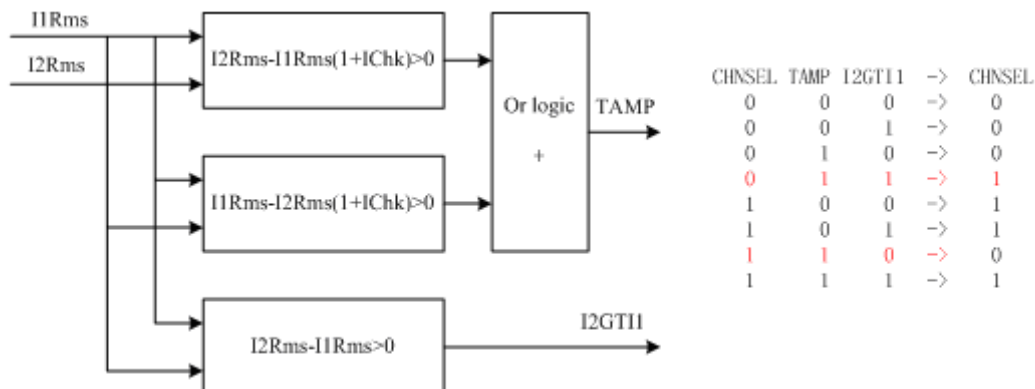 I1Rms
I2Rms
I2Rms-I1Rms(1+IChk)>0
I1Rms-I2Rms(1+IChk)>0
I2Rms-I1Rms>0
Or logic
+
TAMP
I2GTI1
CHNSEL TAMP I2GTI1 -> CHNSEL
0 0 0 -> 0
0 0 1 -> 0
0 1 0 -> 0
0 1 1 -> 1
1 0 0 -> 1
1 0 1 -> 1
1 1 0 -> 0
1 1 1 -> 1